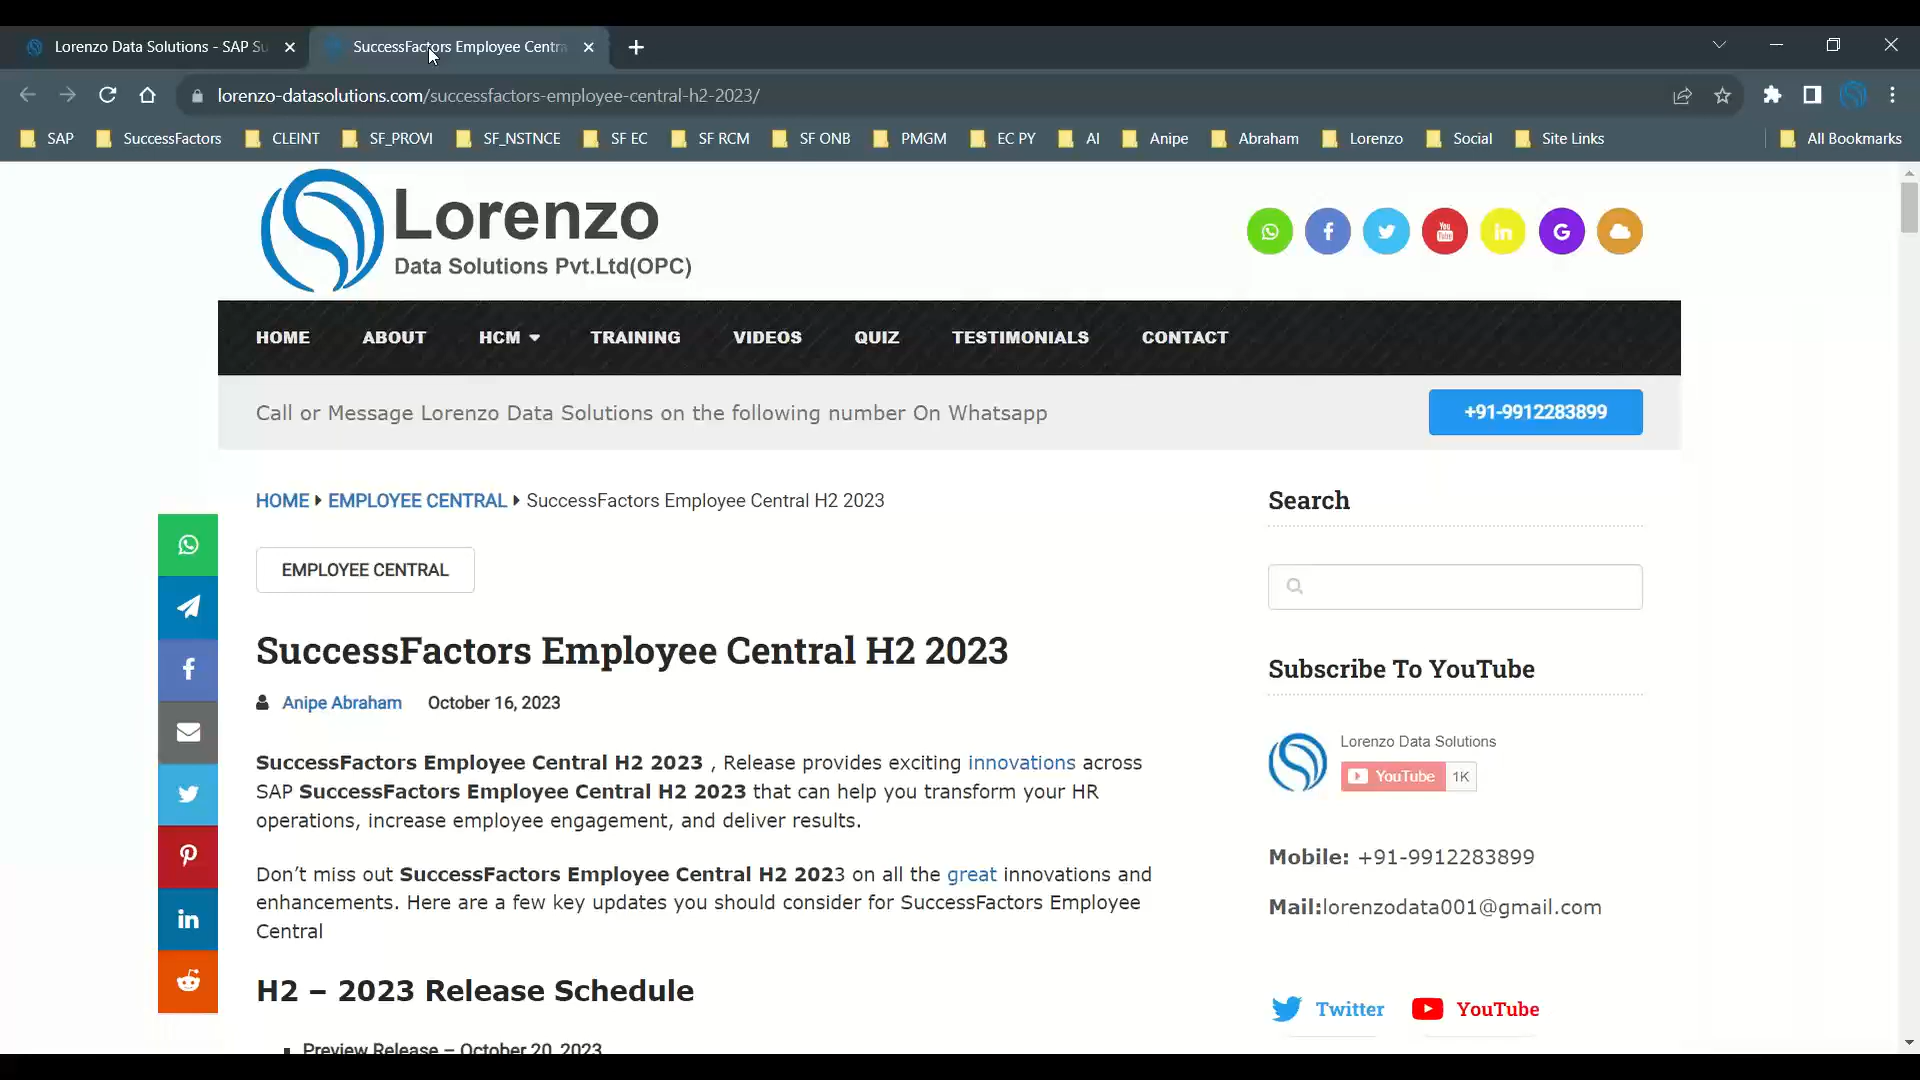 Lorenzo Data Solutions - SAP Su
SuccessFactors Employee Centra
lorenzo-datasolutions.com/successfactors-employee-central-h2-2023/
SAP
SuccessFactors
CLEINT
SF_PROVI
SF_NSTNCE
SF EC
SF RCM
SF ONB
PMGM
EC PY
AI
Anipe
Abraham
Lorenzo
Social
Site Links
All Bookmarks
Lorenzo
Data Solutions Pvt.Ltd(OPC)
You
Tube
in
G
HOME
ABOUT
HCM
TRAINING
VIDEOS
QUIZ
TESTIMONIALS
CONTACT
Call or Message Lorenzo Data Solutions on the following number On Whatsapp
+91-9912283899
HOME EMPLOYEE CENTRAL SuccessFactors Employee Central H2 2023
EMPLOYEE CENTRAL
SuccessFactors Employee Central H2 2023
Anipe Abraham October 16, 2023
SuccessFactors Employee Central H2 2023 , Release provides exciting innovations across
SAP SuccessFactors Employee Central H2 2023 that can help you transform your HR
operations, increase employee engagement, and deliver results.
Don’t miss out SuccessFactors Employee Central H2 2023 on all the great innovations and
enhancements. Here are a few key updates you should consider for SuccessFactors Employee
Central
H2 – 2023 Release Schedule
Preview Release – October 20, 2023
Search
Subscribe To YouTube
Lorenzo Data Solutions
YouTube 1K
Mobile: +91-9912283899
Mail:lorenzodata001@gmail.com
Twitter
YouTube